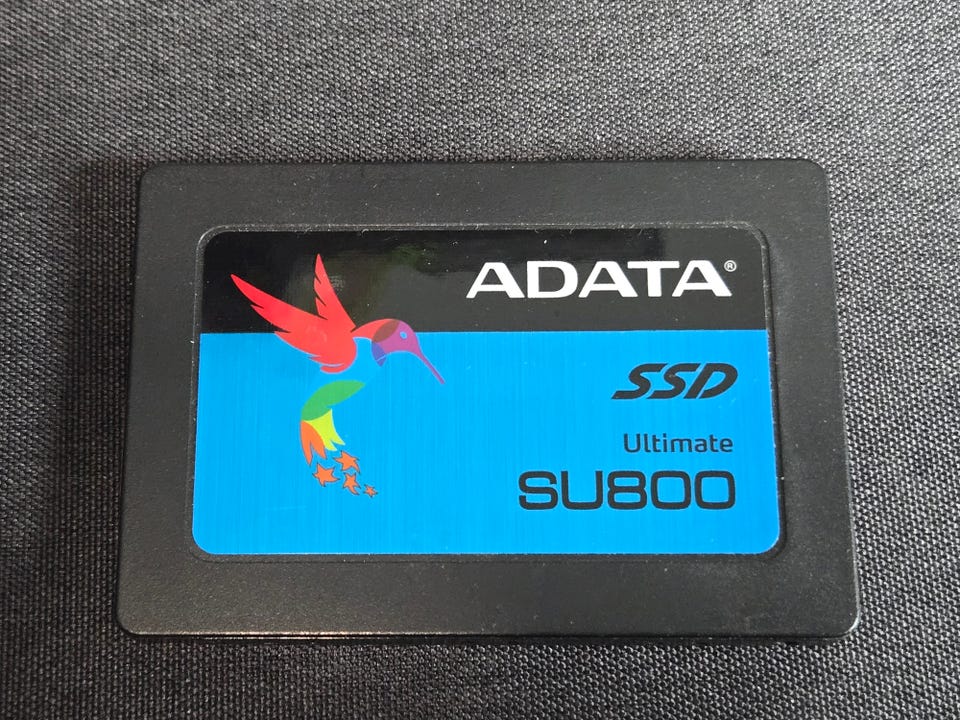 ADATA®
SSD
Ultimate
SU800